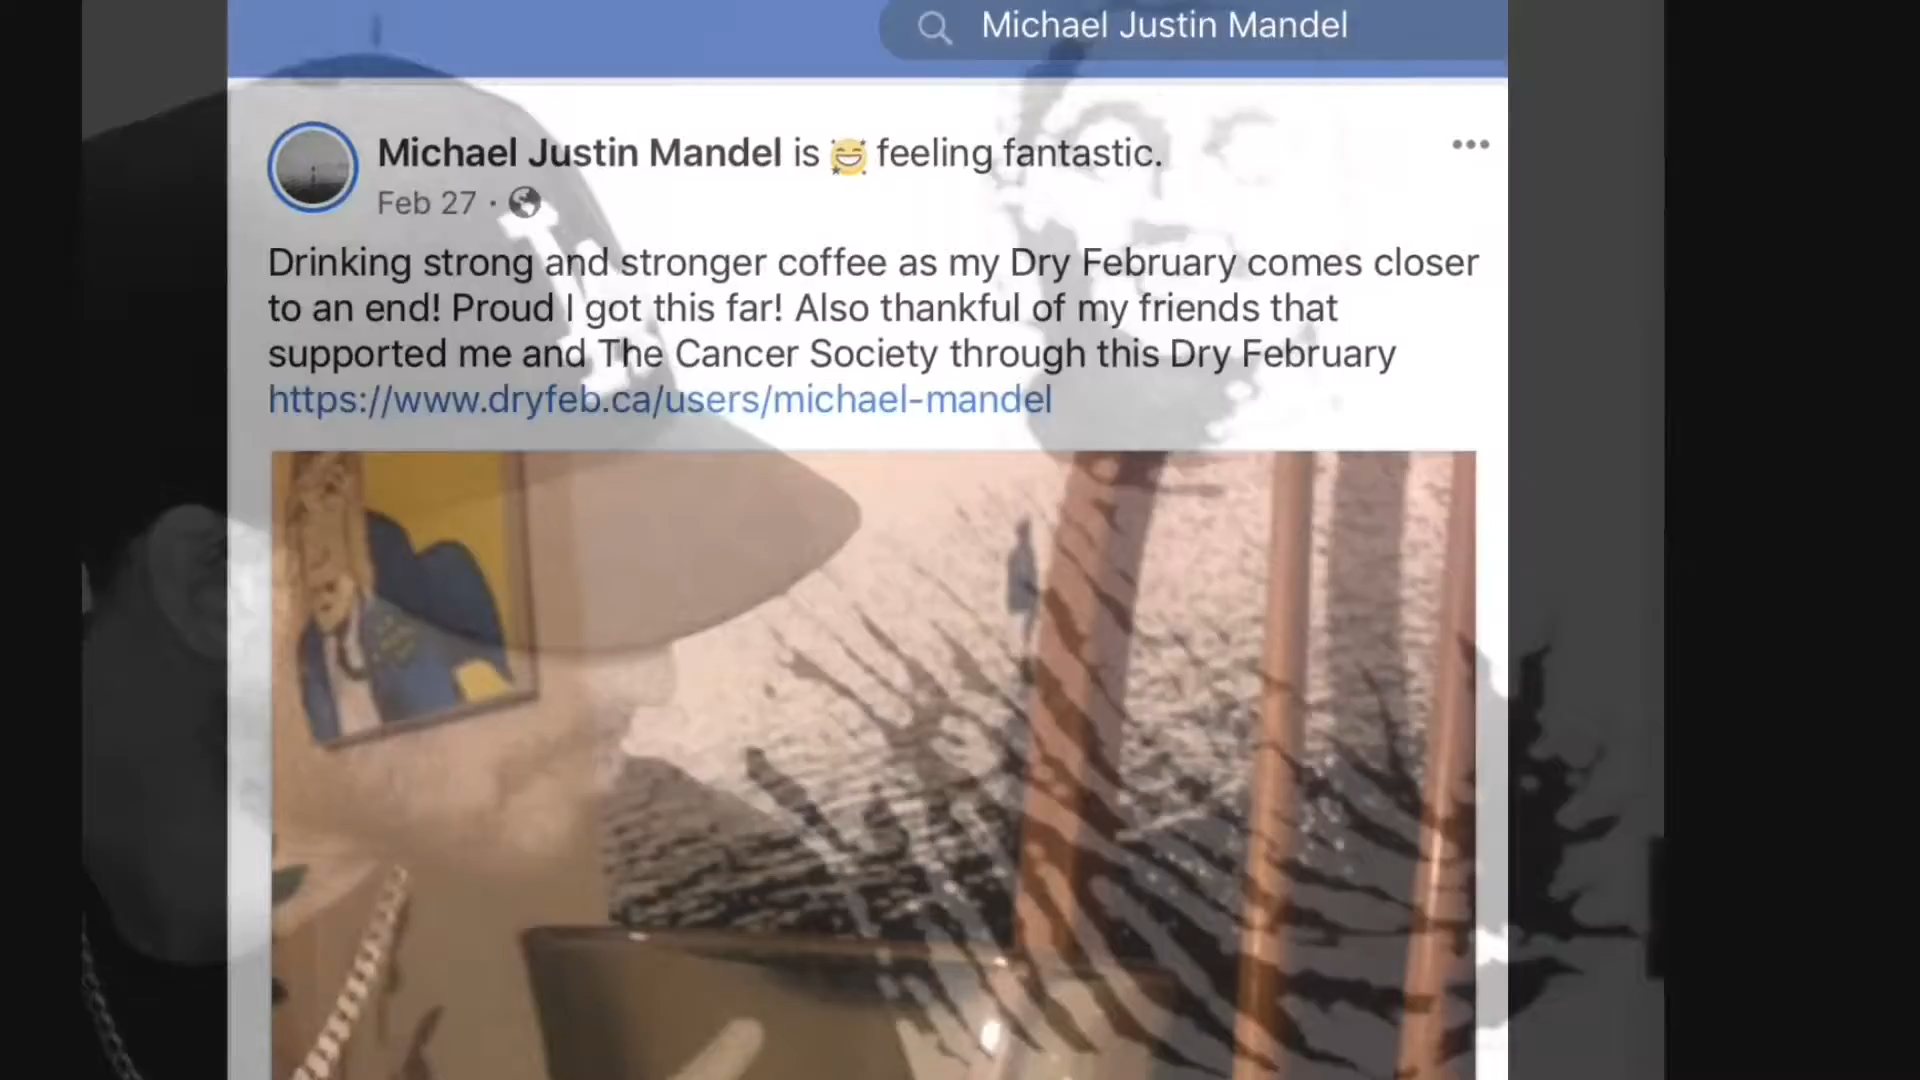 Michael Justin Mandel
Michael Justin Mandel is 😆 feeling fantastic.
Feb 27 ·
Drinking strong and stronger coffee as my Dry February comes closer
to an end! Proud I got this far! Also thankful of my friends that
supported me and The Cancer Society through this Dry February
https://www.dryfeb.ca/users/michael-mandel